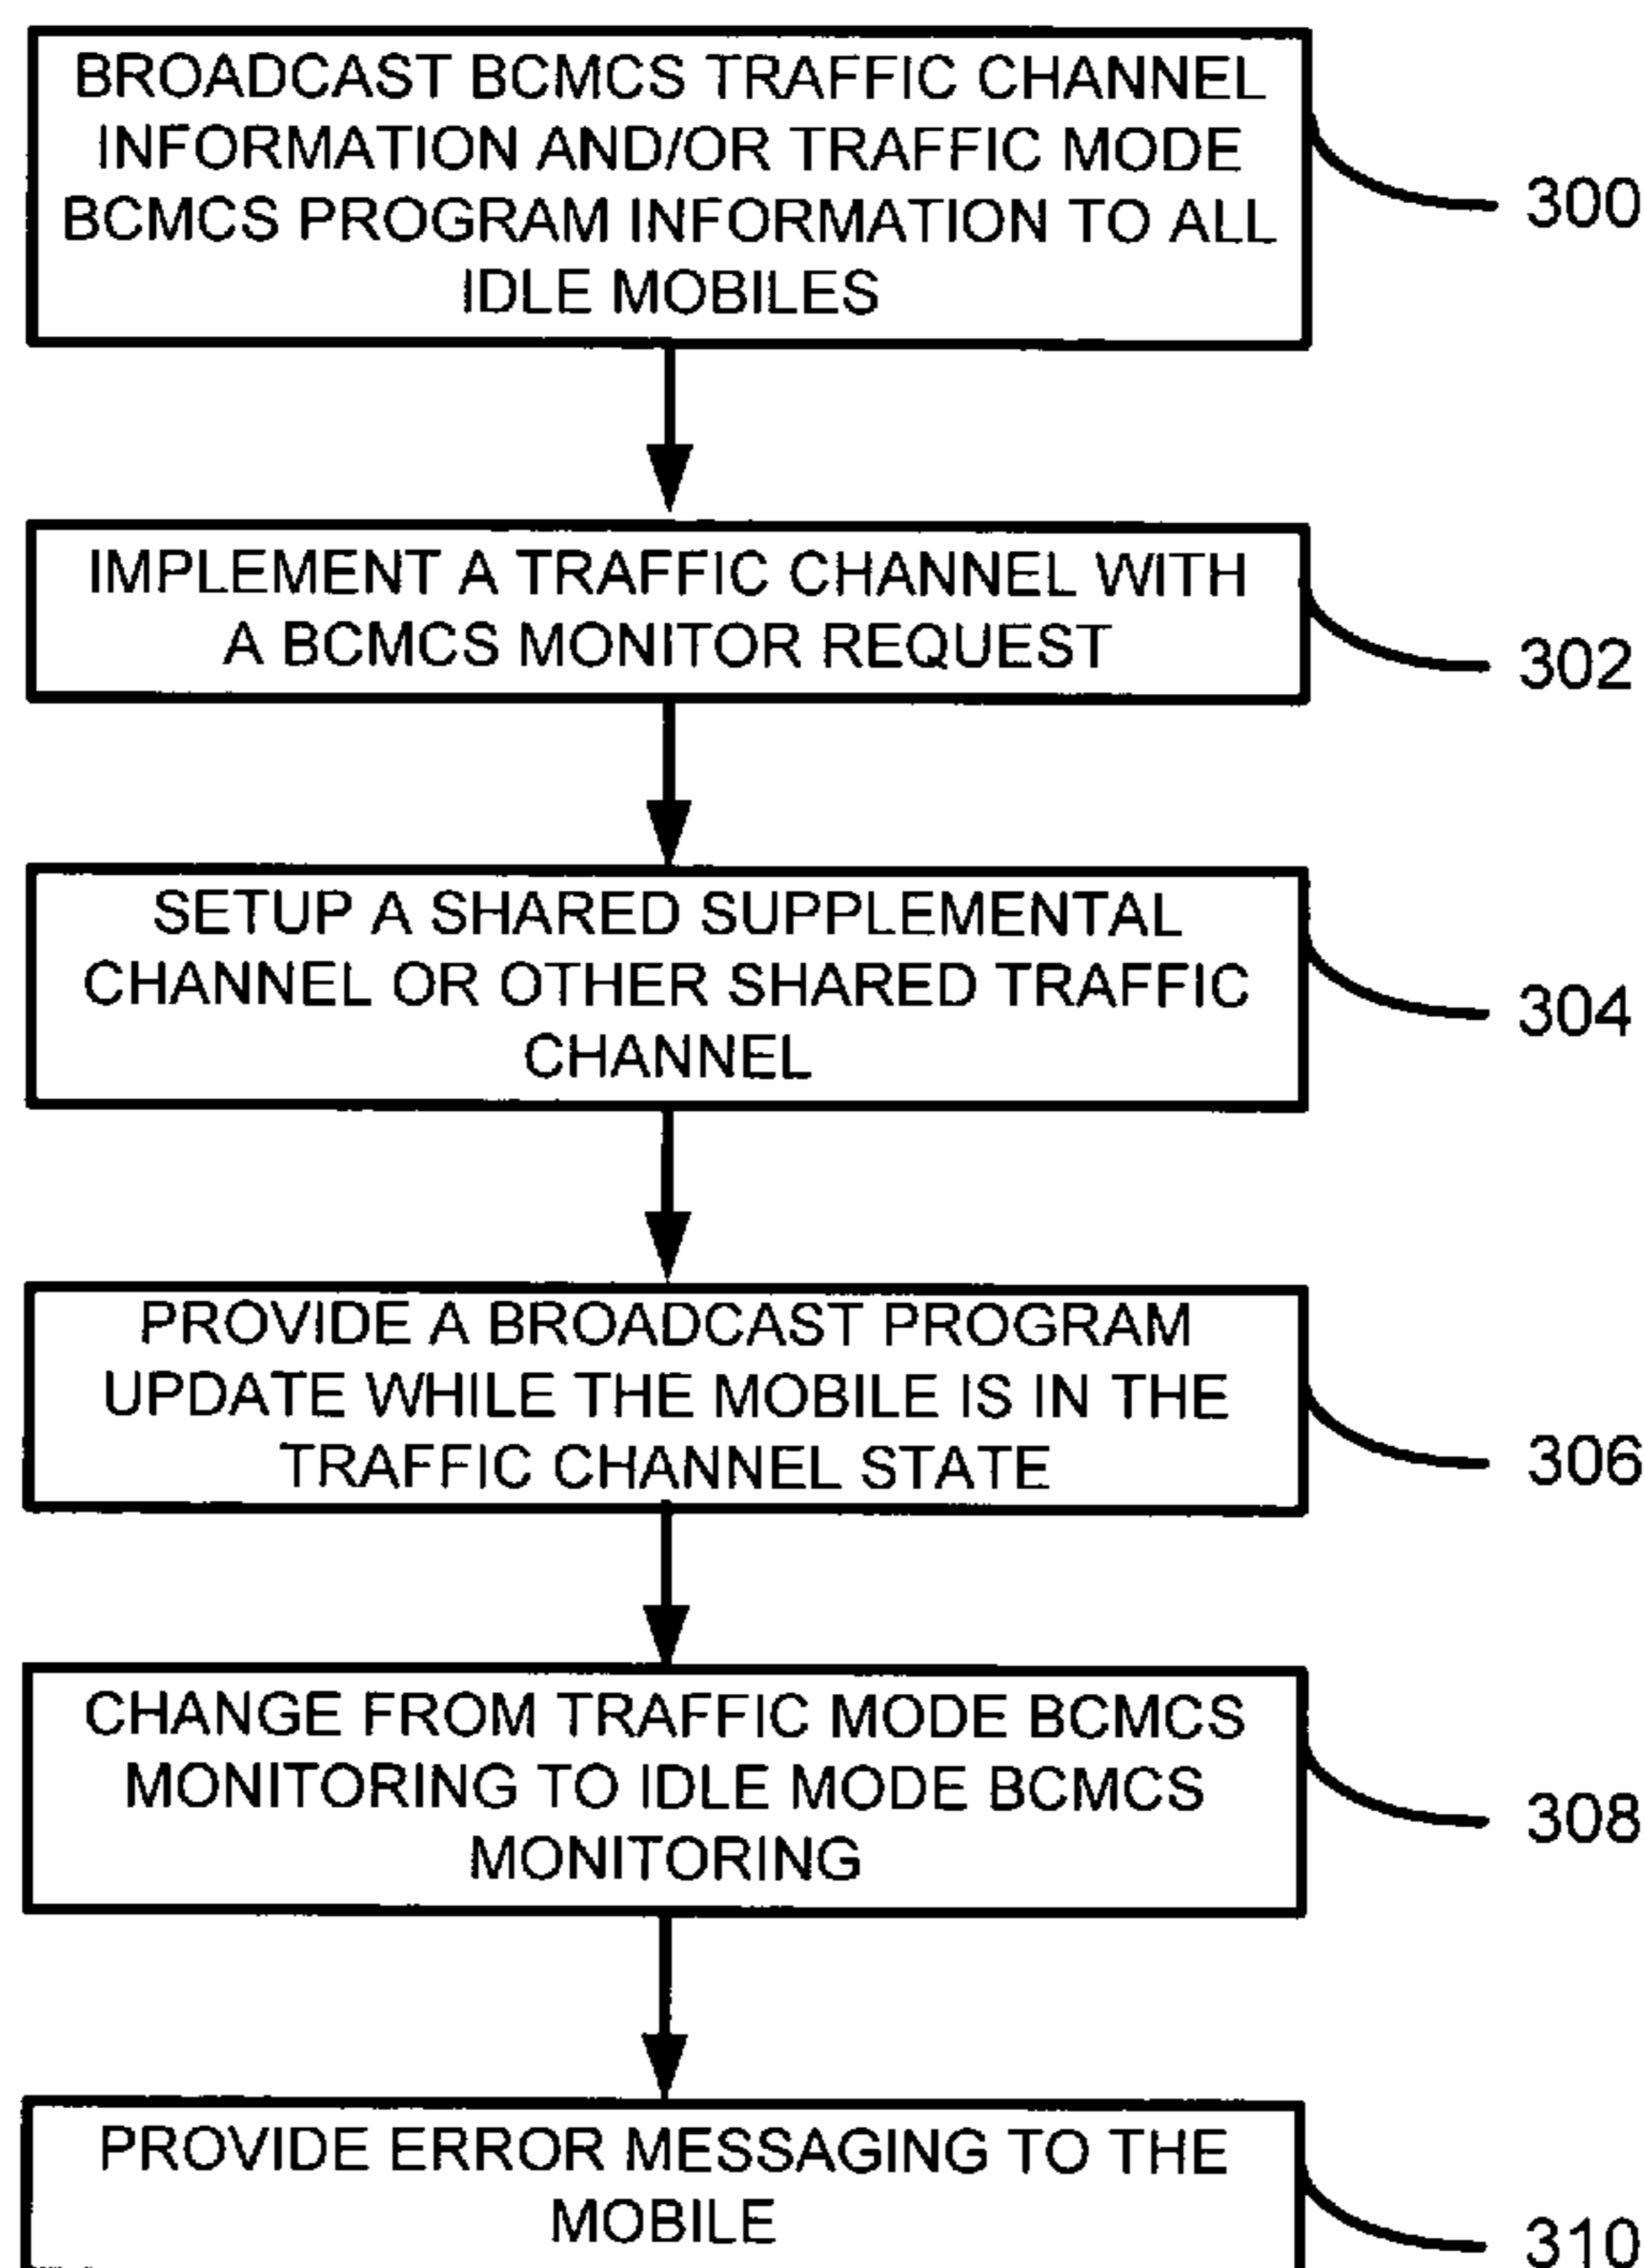 BROADCAST BCMCS TRAFFIC CHANNEL
INFORMATION AND/OR TRAFFIC MODE
BCMCS PROGRAM INFORMATION TO ALL
IDLE MOBILES
300
IMPLEMENT A TRAFFIC CHANNEL WITH
A BCMCS MONITOR REQUEST
302
SETUP A SHARED SUPPLEMENTAL
CHANNEL OR OTHER SHARED TRAFFIC
CHANNEL
304
PROVIDE A BROADCAST PROGRAM
UPDATE WHILE THE MOBILE IS IN THE
TRAFFIC CHANNEL STATE
306
CHANGE FROM TRAFFIC MODE BCMCS
MONITORING TO IDLE MODE BCMCS
MONITORING
308
PROVIDE ERROR MESSAGING TO THE
MOBILE
310